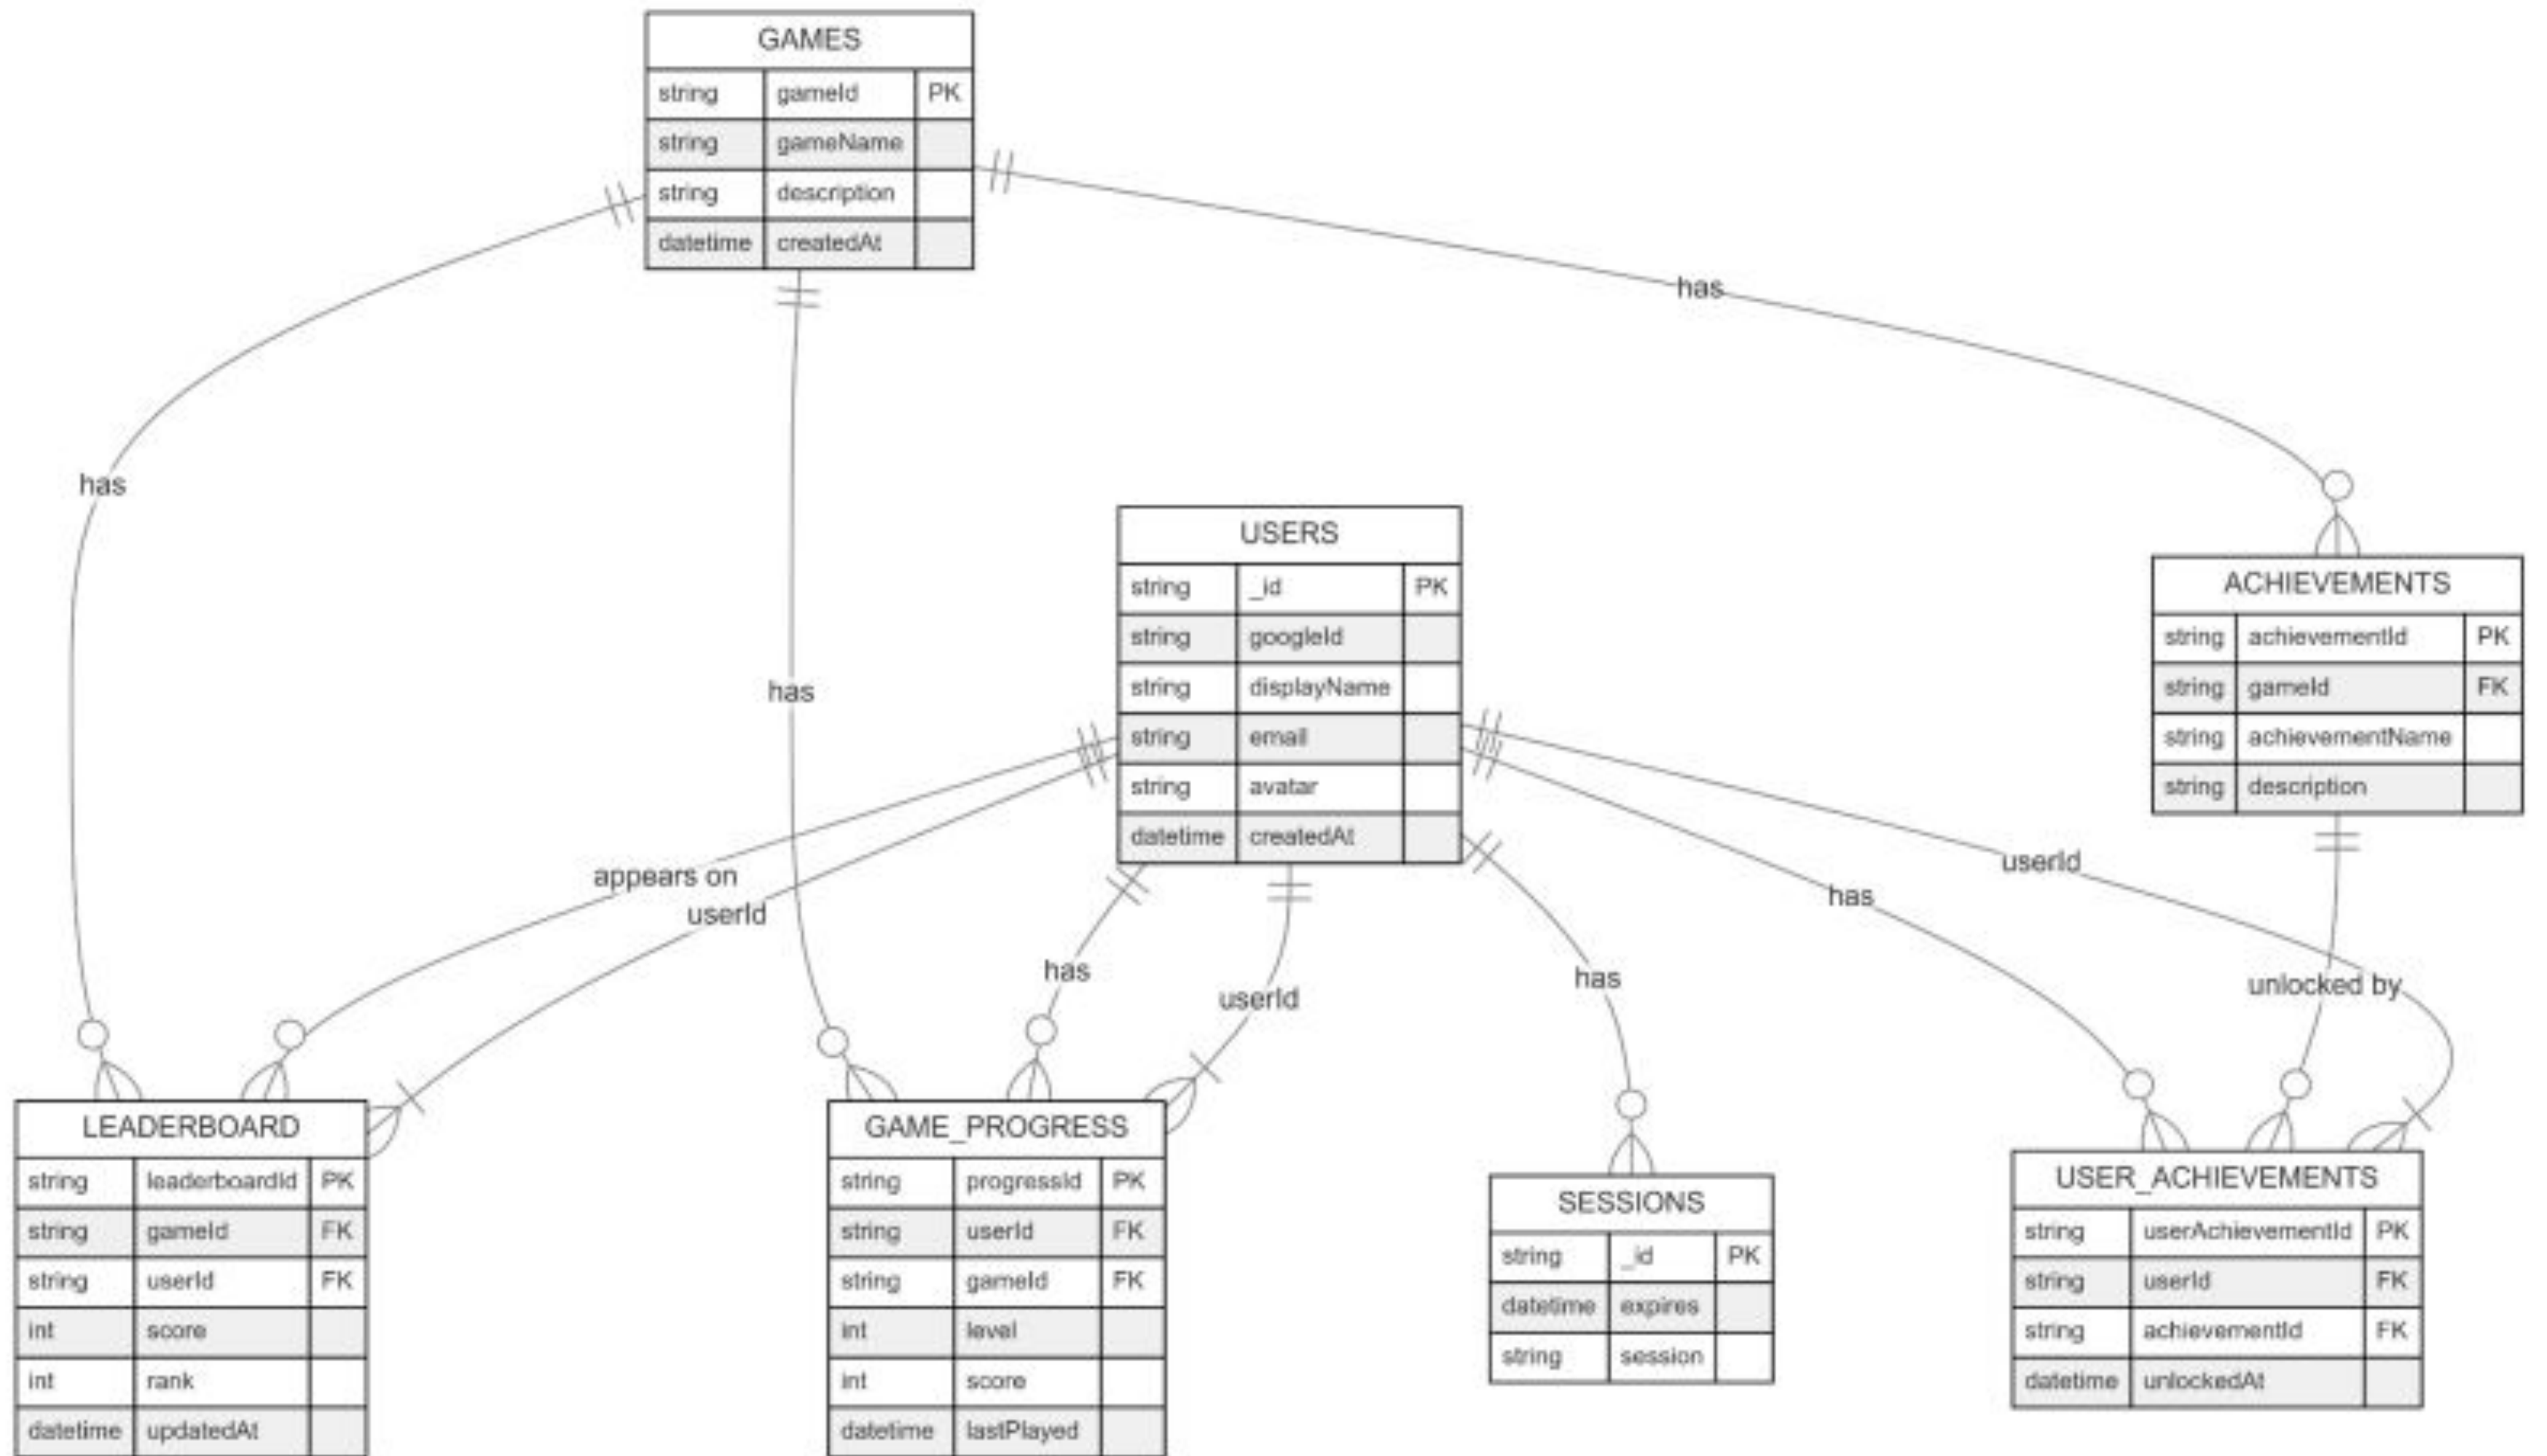 GAMES
string gameId PK
string gameName
string description
datetime createdAt
has
has
has
USERS
string _id PK
string googleId
string displayName
string email
string avatar
datetime createdAt
ACHIEVEMENTS
string achievementId PK
string gameId FK
string achievementName
string description
appears on
userId
has
userId
has
has
userId
unlocked by
LEADERBOARD
string leaderboardId PK
string gameId FK
string userId FK
int score
int rank
datetime updatedAt
GAME_PROGRESS
string progressId PK
string userId FK
string gameId FK
int level
int score
datetime lastPlayed
SESSIONS
string _id PK
datetime expires
string session
USER_ACHIEVEMENTS
string userAchievementId PK
string userId FK
string achievementId FK
datetime unlockedAt